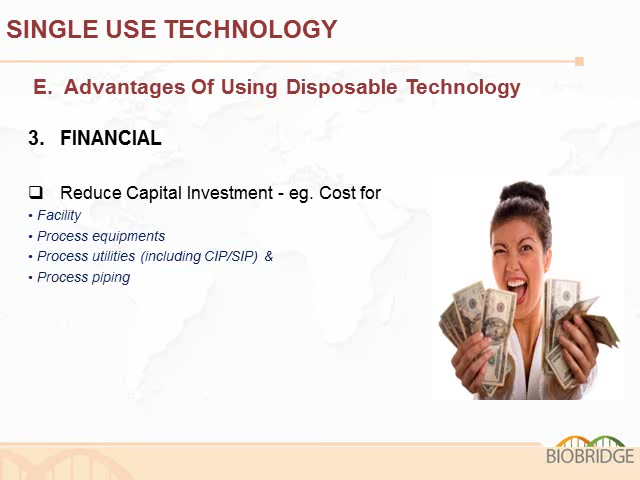 SINGLE USE TECHNOLOGY
E. Advantages Of Using Disposable Technology
3. FINANCIAL
❑ Reduce Capital Investment - eg. Cost for
• Facility
• Process equipments
• Process utilities (including CIP/SIP) &
• Process piping
BIOBRIDGE